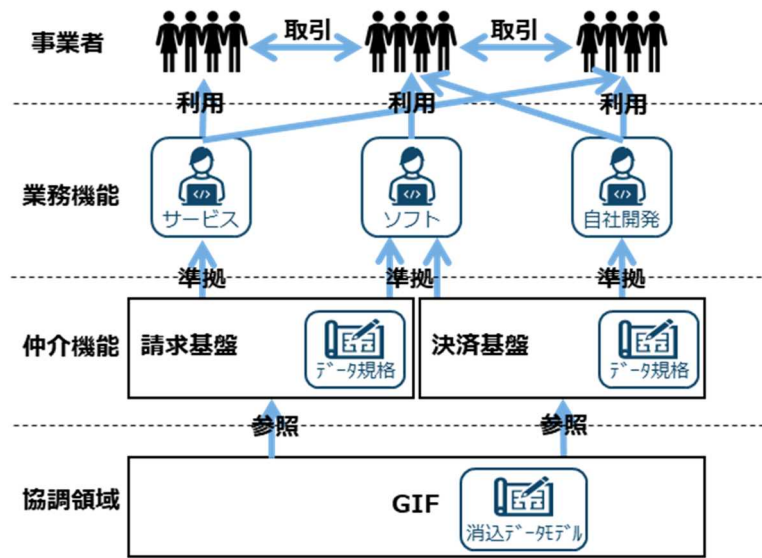 事業者
取引
取引
利用
利用
利用
業務機能
</>
サービス
</>
ソフト
</>
自社開発
準拠
準拠
準拠
仲介機能
請求基盤
ﾃﾞｰﾀ規格
決済基盤
ﾃﾞｰﾀ規格
参照
参照
協調領域
GIF
消込ﾃﾞｰﾀﾓﾃﾞﾙ